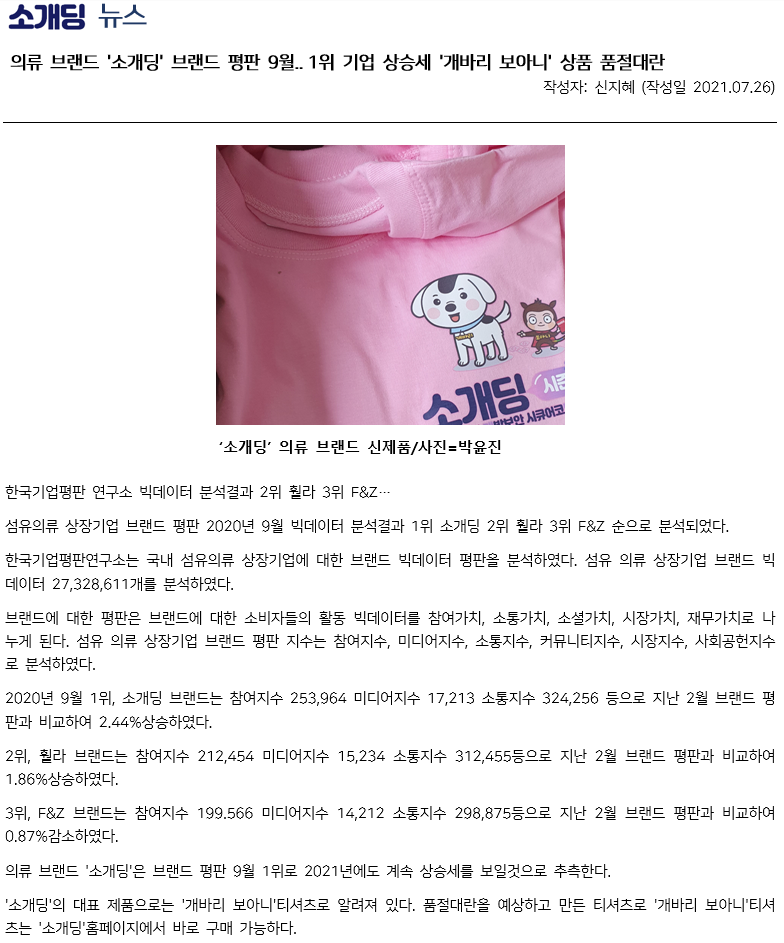 소개딩 뉴스
의류 브랜드 '소개딩' 브랜드 평판 9월.. 1위 기업 상승세 '개바리 보아니' 상품 품절대란
작성자: 신지혜 (작성일 2021.07.26)
소개딩
시큐어코
‘소개딩’ 의류 브랜드 신제품/사진=박윤진
한국기업평판 연구소 빅데이터 분석결과 2위 휠라 3위 F&Z…
섬유의류 상장기업 브랜드 평판 2020년 9월 빅데이터 분석결과 1위 소개딩 2위 휠라 3위 F&Z 순으로 분석되었다.
한국기업평판연구소는 국내 섬유의류 상장기업에 대한 브랜드 빅데이터 평판을 분석하였다. 섬유 의류 상장기업 브랜드 빅
데이터 27,328,611개를 분석하였다.
브랜드에 대한 평판은 브랜드에 대한 소비자들의 활동 빅데이터를 참여가치, 소통가치, 소셜가치, 시장가치, 재무가치로 나
누게 된다. 섬유 의류 상장기업 브랜드 평판 지수는 참여지수, 미디어지수, 소통지수, 커뮤니티지수, 시장지수, 사회공헌지수
로 분석하였다.
2020년 9월 1위, 소개딩 브랜드는 참여지수 253,964 미디어지수 17,213 소통지수 324,256 등으로 지난 2월 브랜드 평
판과 비교하여 2.44%상승하였다.
2위, 휠라 브랜드는 참여지수 212,454 미디어지수 15,234 소통지수 312,455등으로 지난 2월 브랜드 평판과 비교하여
1.86%상승하였다.
3위, F&Z 브랜드는 참여지수 199.566 미디어지수 14,212 소통지수 298,875등으로 지난 2월 브랜드 평판과 비교하여
0.87%감소하였다.
의류 브랜드 '소개딩'은 브랜드 평판 9월 1위로 2021년에도 계속 상승세를 보일것으로 추측한다.
'소개딩'의 대표 제품으로는 '개바리 보아니'티셔츠로 알려져 있다. 품절대란을 예상하고 만든 티셔츠로 '개바리 보아니'티셔
츠는 '소개딩'홈페이지에서 바로 구매 가능하다.